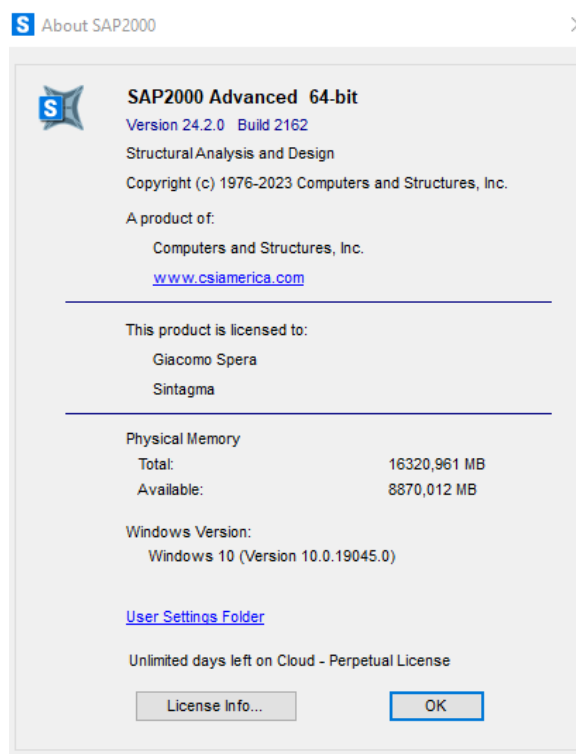 S About SAP2000
S
SAP2000 Advanced 64-bit
Version 24.2.0 Build 2162
Structural Analysis and Design
Copyright (c) 1976-2023 Computers and Structures, Inc.
A product of:
Computers and Structures, Inc.
www.csiamerica.com
This product is licensed to:
Giacomo Spera
Sintagma
Physical Memory
Total: 16320,961 MB
Available: 8870,012 MB
Windows Version:
Windows 10 (Version 10.0.19045.0)
User Settings Folder
Unlimited days left on Cloud - Perpetual License
License Info... OK